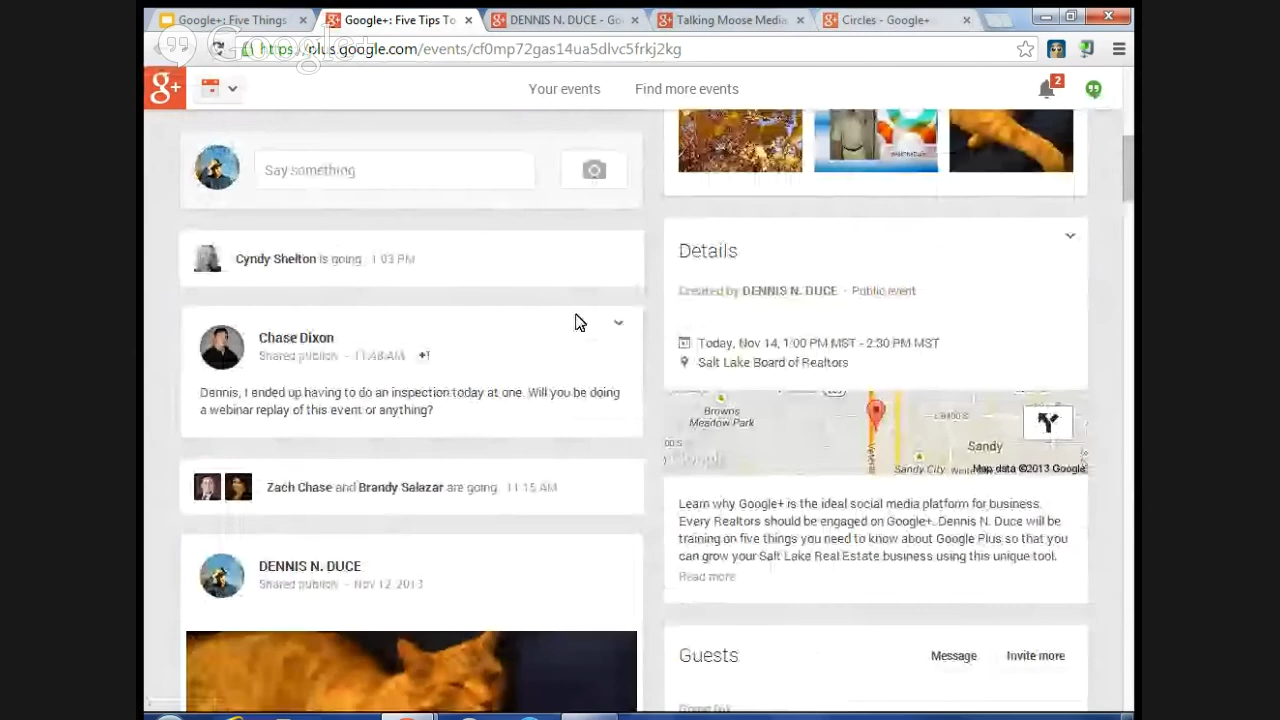 Google+: Five Things
Google+: Five Tips To
DENNIS N. DUCE - Go
Talking Moose Media
Circles - Google+
Google+
https://plus.google.com/events/cf0mp72gas14ua5dlvc5frkj2kg
g+
Your events
Find more events
2
Say something
Cyndy Shelton is going 1:03 PM
Chase Dixon
Shared publicly - 11:48 AM +1
Dennis, I ended up having to do an inspection today at one. Will you be doing
a webinar replay of this event or anything?
Zach Chase and Brandy Salazar are going 11:15 AM
DENNIS N. DUCE
Shared publicly - Nov 12, 2013
Details
Created by DENNIS N. DUCE · Public event
Today, Nov 14, 1:00 PM MST - 2:30 PM MST
Salt Lake Board of Realtors
Browns
Meadow Park
Sandy
Sandy City
Google
Map data ©2013 Google
Learn why Google+ is the ideal social media platform for business.
Every Realtors should be engaged on Google+. Dennis N. Duce will be
training on five things you need to know about Google Plus so that you
can grow your Salt Lake Real Estate business using this unique tool.
Read more
Guests
Message
Invite more